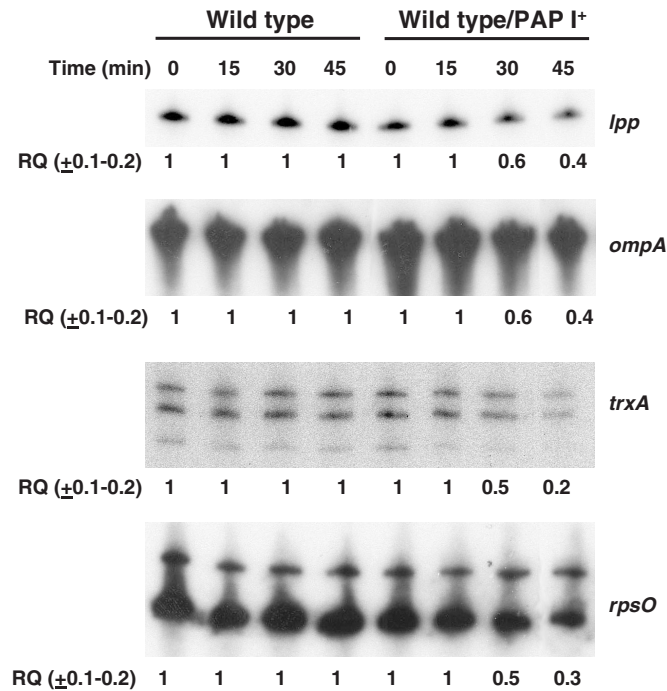 Wild type Wild type/PAP I+
Time (min) 0 15 30 45 0 15 30 45
lpp
RQ (±0.1-0.2) 1 1 1 1 1 1 0.6 0.4
ompA
RQ (±0.1-0.2) 1 1 1 1 1 1 0.6 0.4
trxA
RQ (±0.1-0.2) 1 1 1 1 1 1 0.5 0.2
rpsO
RQ (±0.1-0.2) 1 1 1 1 1 1 0.5 0.3